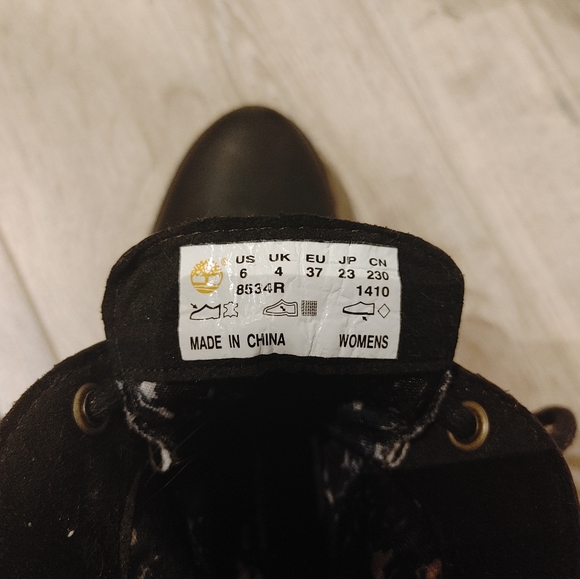 US UK EU JP CN
6 4 37 23 230
8534R 1410
MADE IN CHINA WOMENS